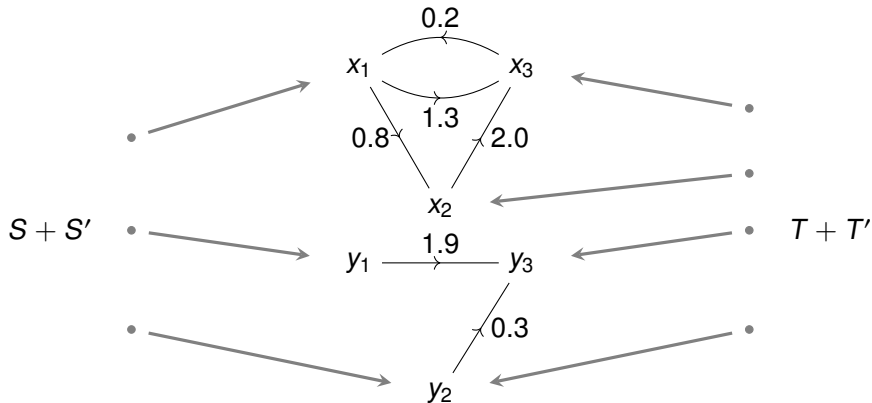 0.2
x₁ x₃
1.3
0.8 2.0
x₂
S + S′ T + T′
1.9
y₁ y₃
0.3
y₂